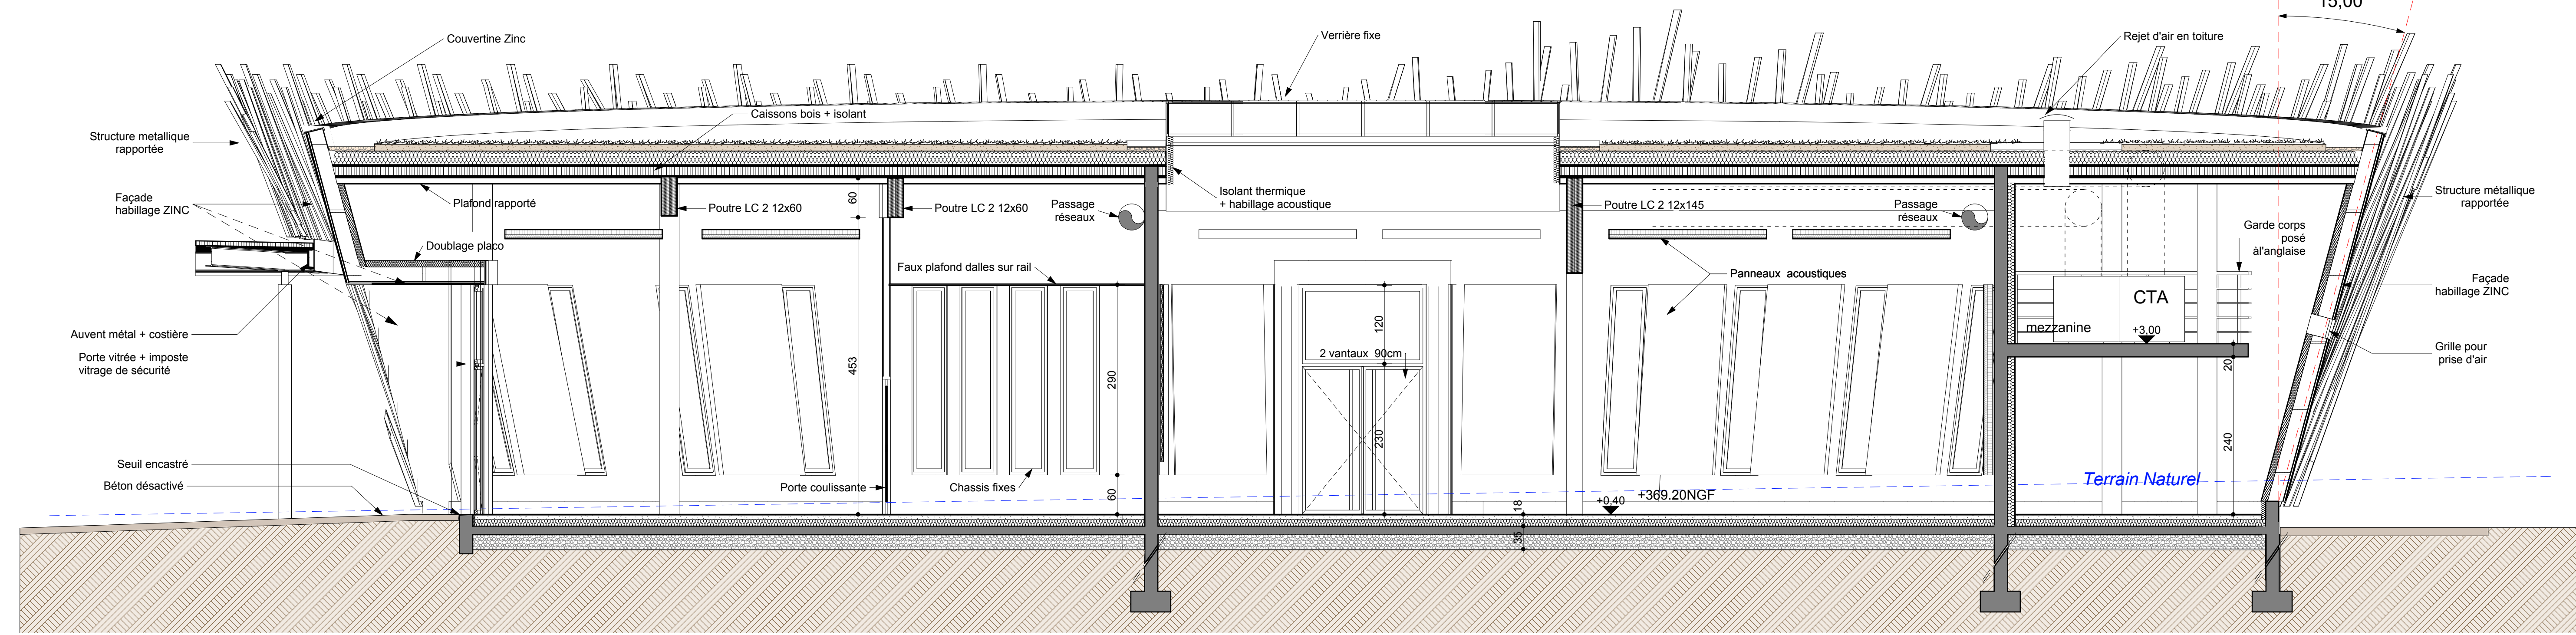 15,00
Couvertine Zinc
Verrière fixe
Rejet d'air en toiture
Caissons bois + isolant
Structure metallique
rapportée
Façade
habillage ZINC
Plafond rapporté
60
Poutre LC 2 12x60
Poutre LC 2 12x60
Passage
réseaux
Isolant thermique
+ habillage acoustique
Poutre LC 2 12x145
Passage
réseaux
Structure métallique
rapportée
Garde corps
posé
àl'anglaise
Doublage placo
Faux plafond dalles sur rail
Panneaux acoustiques
Façade
habillage ZINC
CTA
mezzanine
+3,00
Auvent métal + costière
Porte vitrée + imposte
vitrage de sécurité
453
290
120
2 vantaux 90cm
20
Grille pour
prise d'air
230
240
Seuil encastré
Béton désactivé
Porte coulissante
Chassis fixes
60
Terrain Naturel
+369.20NGF
+0,40
18
35